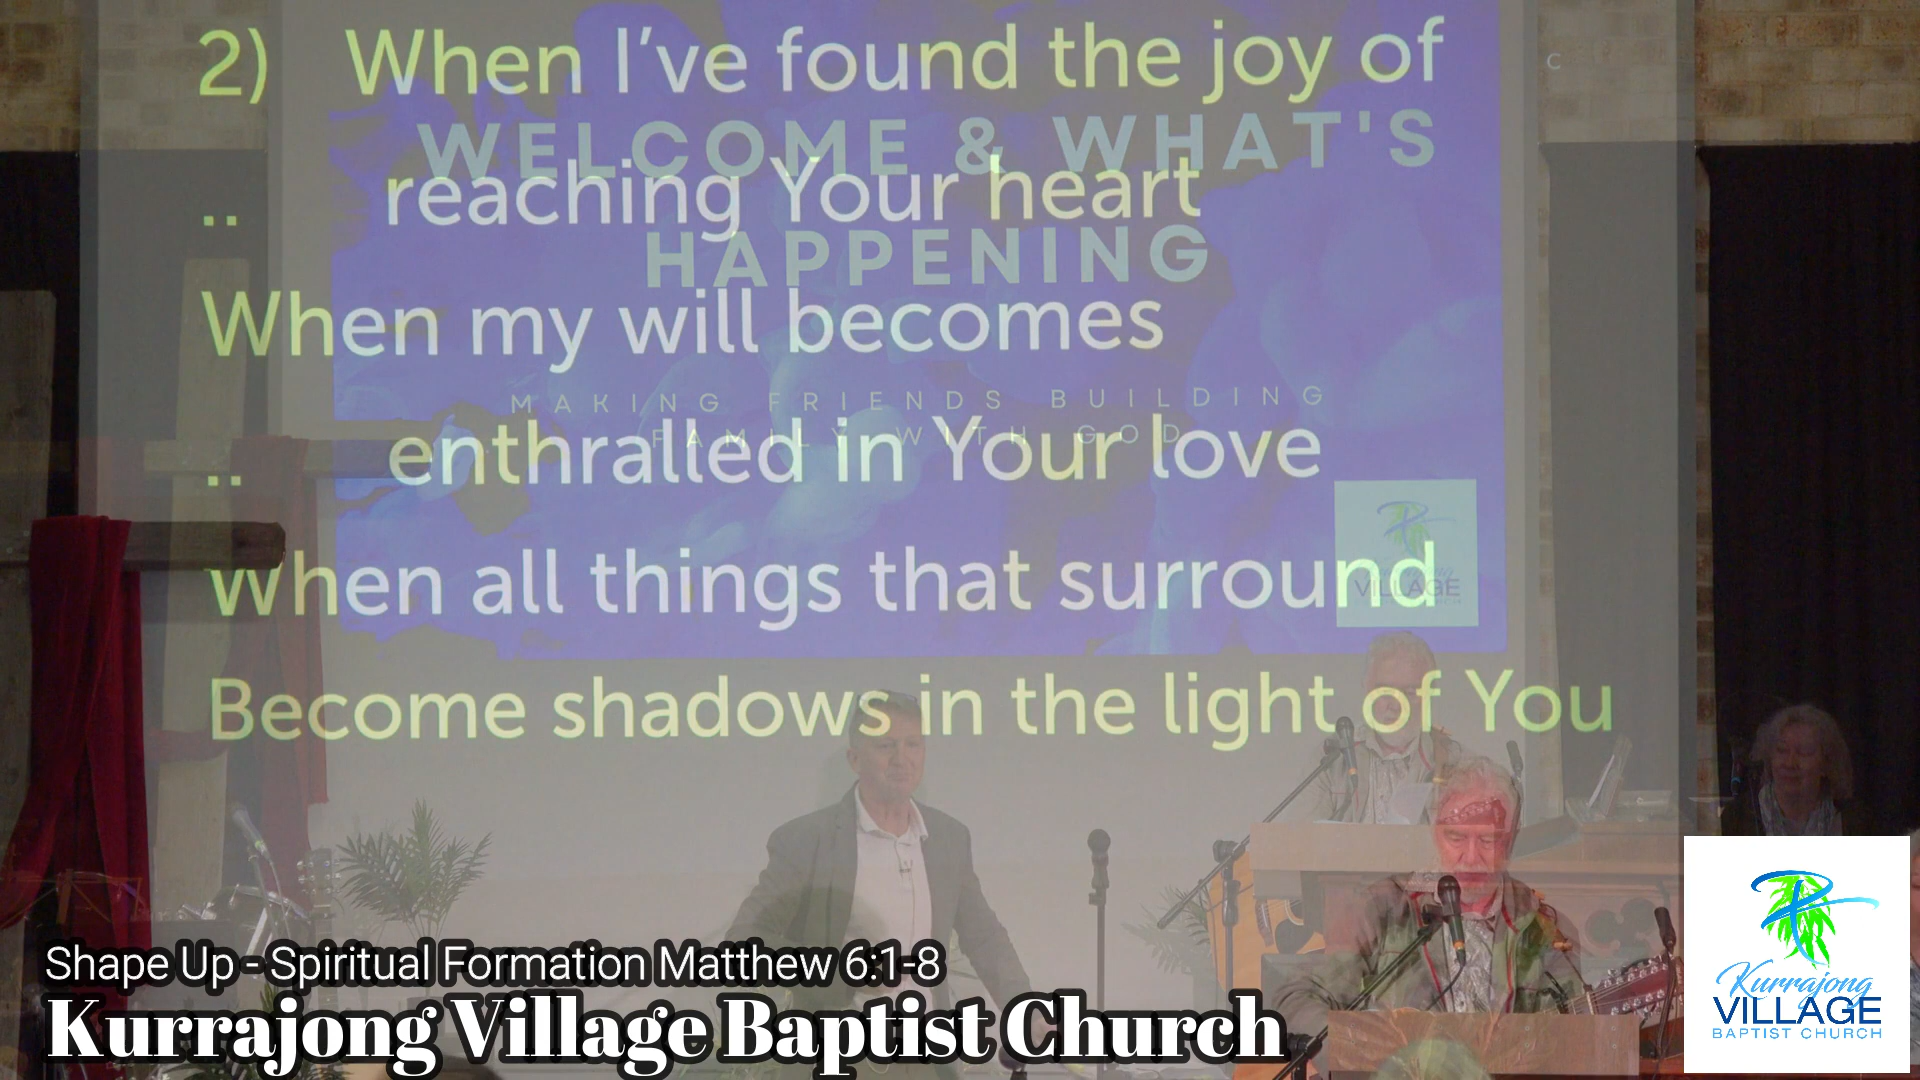 2) When I've found the joy of
.. reaching Your heart
When my will becomes
.. enthralled in Your love
When all things that surround
Become shadows in the light of You
WELCOME & WHAT'S
HAPPENING
MAKING FRIENDS BUILDING
FAMILY WITH GOD
VILLAGE
C
Shape Up - Spiritual Formation Matthew 6:1-8
Kurrajong Village Baptist Church
Kurrajong
VILLAGE
BAPTIST CHURCH